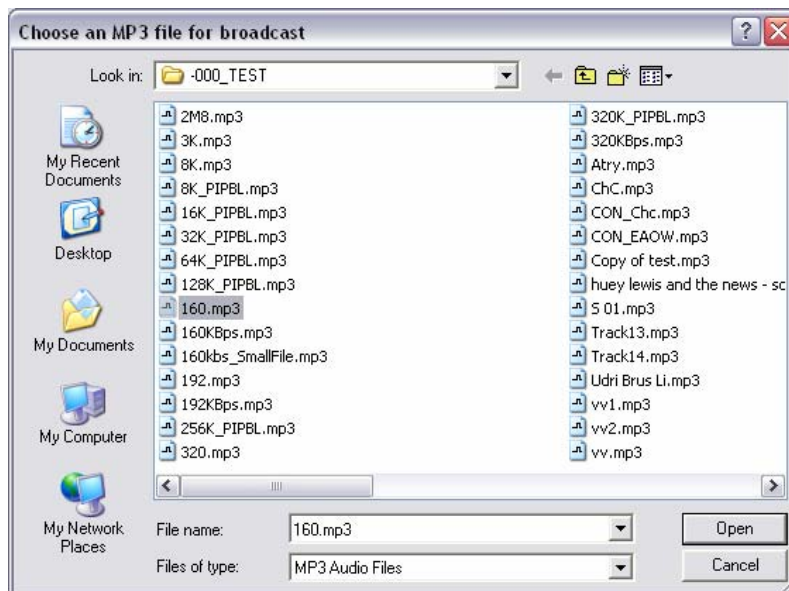 Choose an MP3 file for broadcast
Look in:
-000_TEST
My Recent
Documents
Desktop
My Documents
My Computer
My Network
Places
2M8.mp3
3K.mp3
8K.mp3
8K_PIPBL.mp3
16K_PIPBL.mp3
32K_PIPBL.mp3
64K_PIPBL.mp3
128K_PIPBL.mp3
160.mp3
160KBps.mp3
160kbs_SmallFile.mp3
192.mp3
192KBps.mp3
256K_PIPBL.mp3
320.mp3
320K_PIPBL.mp3
320KBps.mp3
Atry.mp3
ChC.mp3
CON_Chc.mp3
CON_EAOW.mp3
Copy of test.mp3
huey lewis and the news - sc
S 01.mp3
Track13.mp3
Track14.mp3
Udri Brus Li.mp3
vv1.mp3
vv2.mp3
vv.mp3
File name:
160.mp3
Open
Files of type:
MP3 Audio Files
Cancel